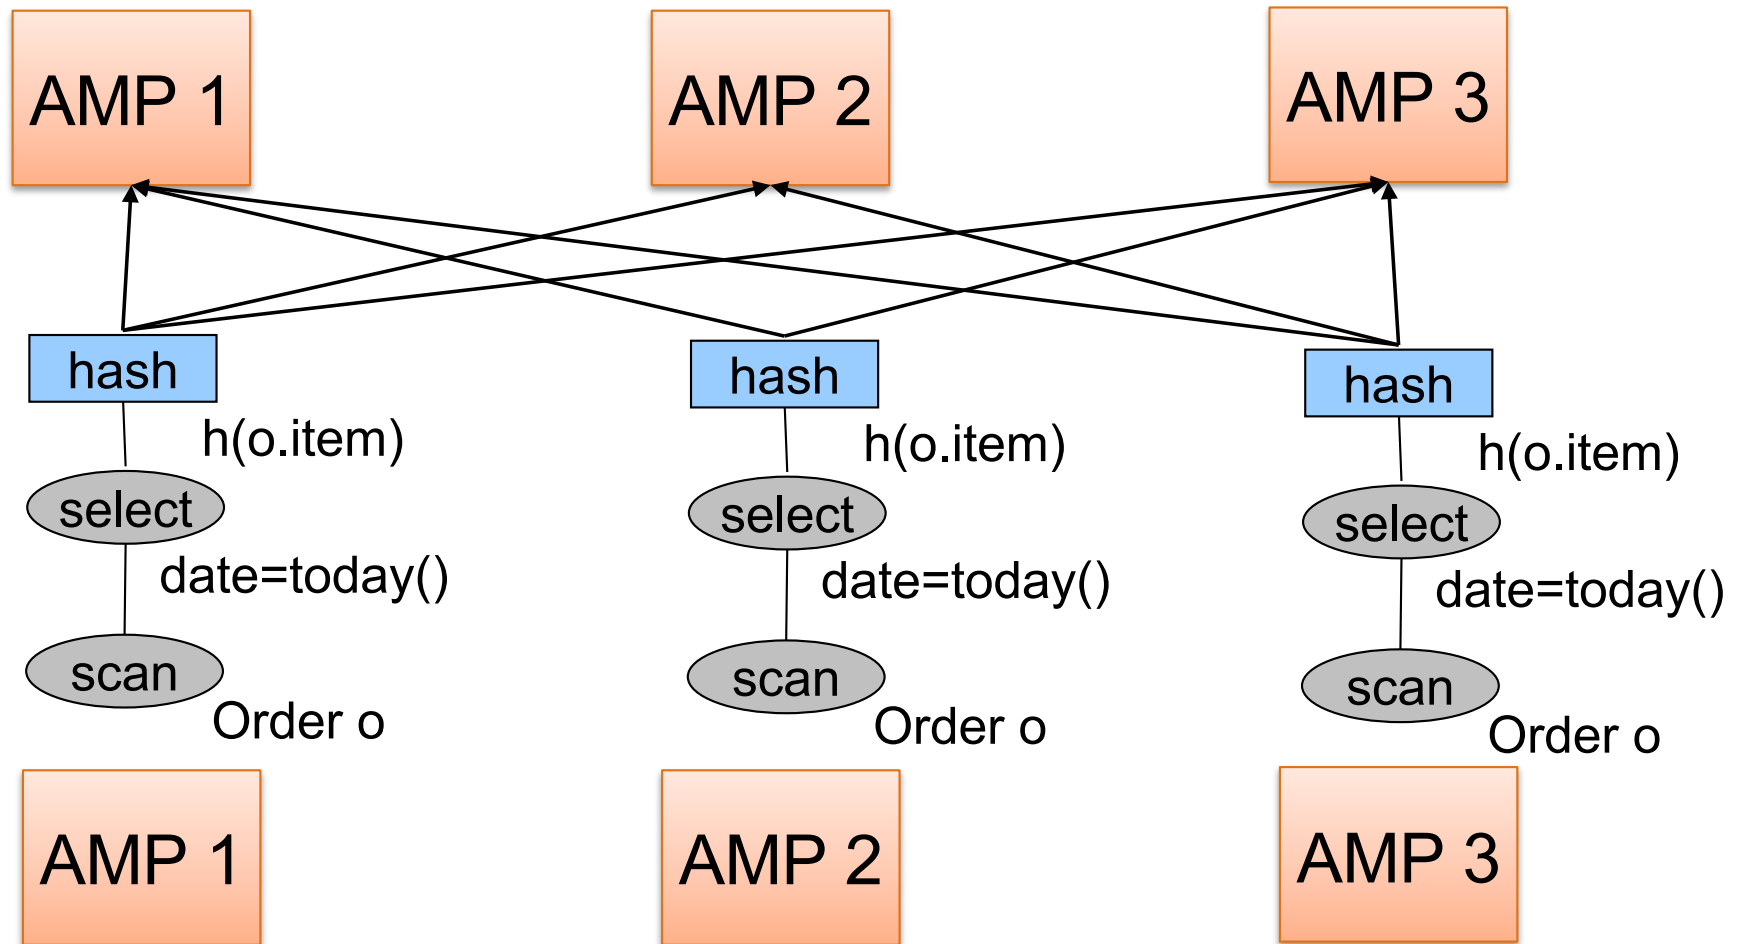 AMP 1
AMP 2
AMP 3
hash
hash
hash
h(o.item)
h(o.item)
h(o.item)
select
select
select
date=today()
date=today()
date=today()
scan
scan
scan
Order o
Order o
Order o
AMP 1
AMP 2
AMP 3